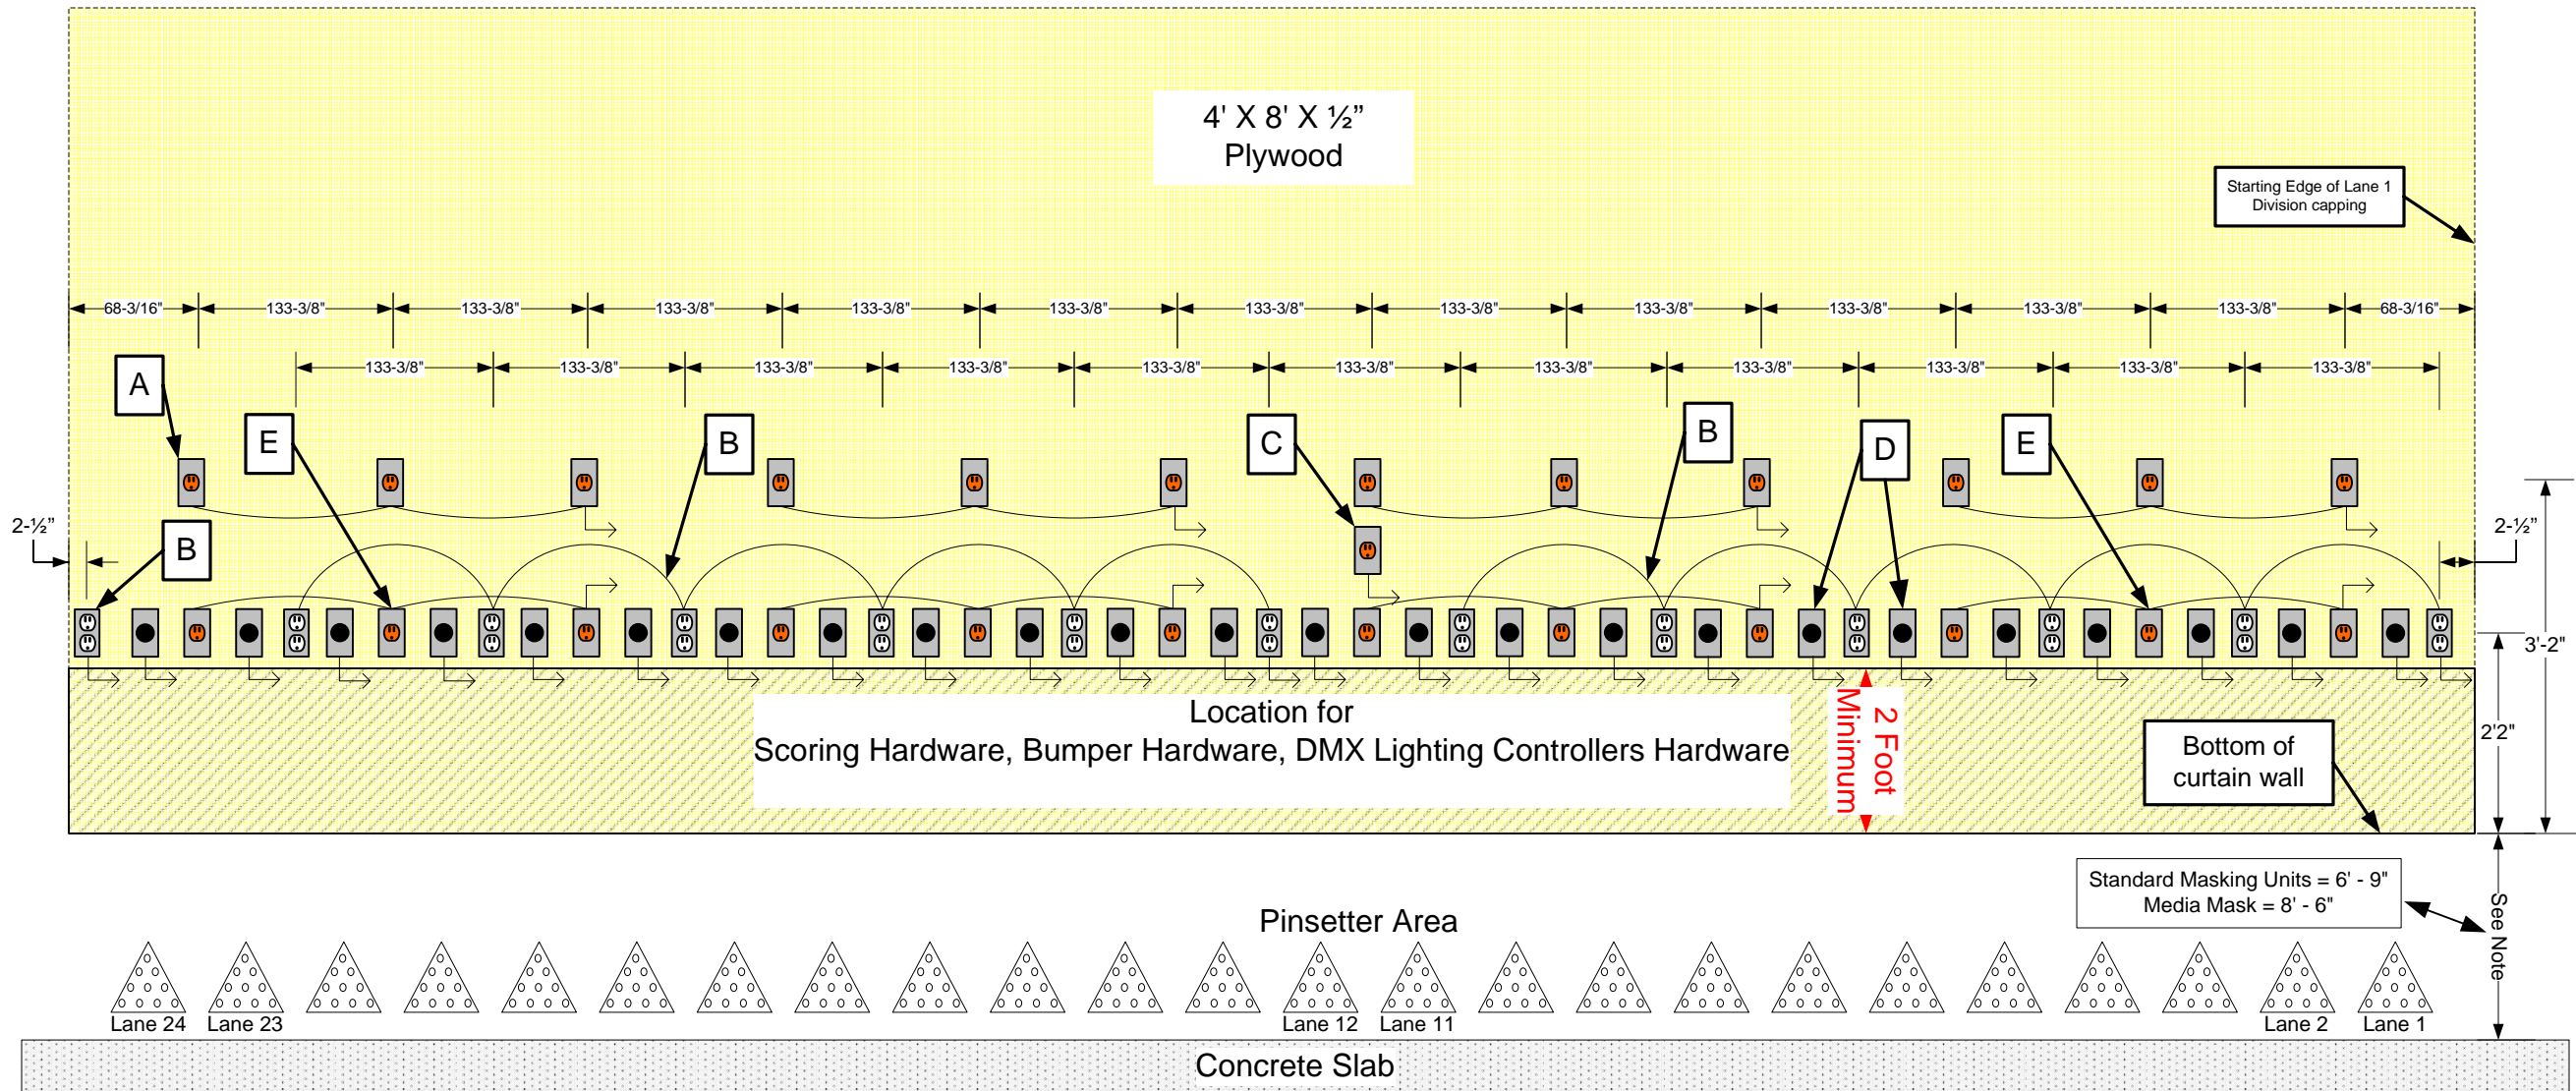 4' X 8' X ½”
Plywood
Starting Edge of Lane 1
Division capping
68-3/16" 133-3/8" 133-3/8" 133-3/8" 133-3/8" 133-3/8" 133-3/8" 133-3/8" 133-3/8" 133-3/8" 133-3/8" 133-3/8" 68-3/16"
133-3/8" 133-3/8" 133-3/8" 133-3/8" 133-3/8" 133-3/8" 133-3/8" 133-3/8" 133-3/8" 133-3/8" 133-3/8"
A
E
B
C
B
D
E
2-½”
B
2-½”
3'-2"
2'2"
Location for
Scoring Hardware, Bumper Hardware, DMX Lighting Controllers Hardware
2 Foot
Minimum
Bottom of
curtain wall
Standard Masking Units = 6' - 9"
Media Mask = 8' - 6"
See Note
Pinsetter Area
Lane 24 Lane 23 Lane 12 Lane 11 Lane 2 Lane 1
Concrete Slab